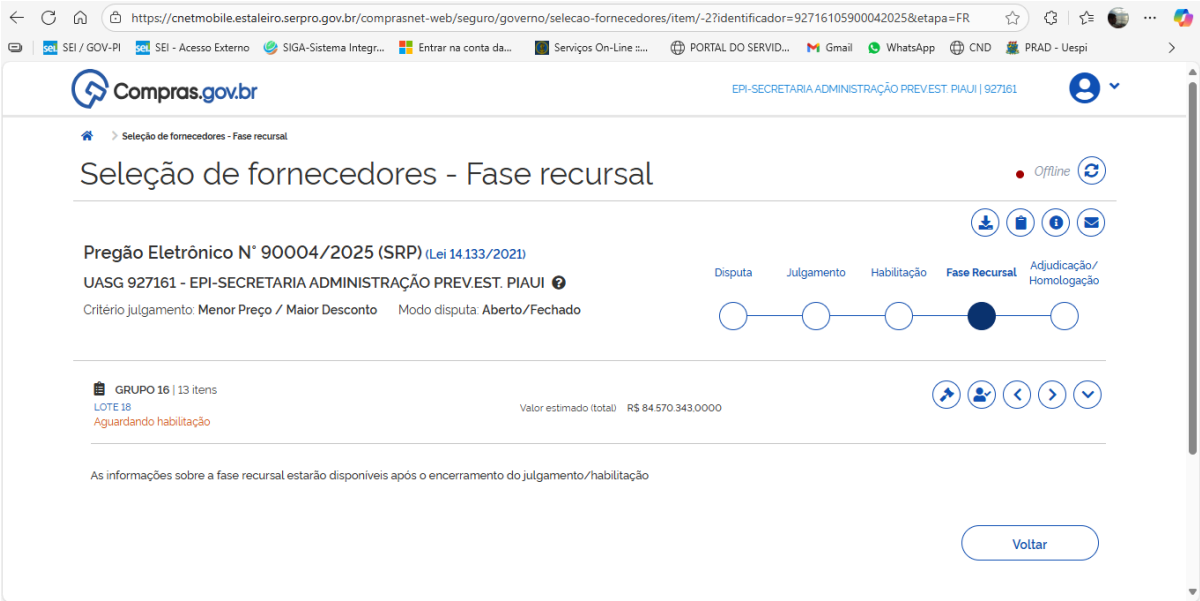 https://cnetmobile.estaleiro.serpro.gov.br/comprasnet-web/seguro/governo/selecao-fornecedores/item/-2?identificador=92716105900042025&etapa=FR
SEI / GOV-PI SEI - Acesso Externo SIGA-Sistema Integr... Entrar na conta da... Serviços On-Line ::... PORTAL DO SERVID... Gmail WhatsApp CND PRAD - Uespi
Compras.gov.br
EPI-SECRETARIA ADMINISTRAÇÃO PREV.EST. PIAUI | 927161
Seleção de fornecedores - Fase recursal
Seleção de fornecedores - Fase recursal
Offline
Pregão Eletrônico N° 90004/2025 (SRP) (Lei 14.133/2021)
UASG 927161 - EPI-SECRETARIA ADMINISTRAÇÃO PREV.EST. PIAUI
Critério julgamento: Menor Preço / Maior Desconto Modo disputa: Aberto/Fechado
Disputa Julgamento Habilitação Fase Recursal Adjudicação/
Homologação
GRUPO 16 | 13 itens
LOTE 18
Aguardando habilitação
Valor estimado (total) R$ 84.570.343,0000
As informações sobre a fase recursal estarão disponíveis após o encerramento do julgamento/habilitação
Voltar